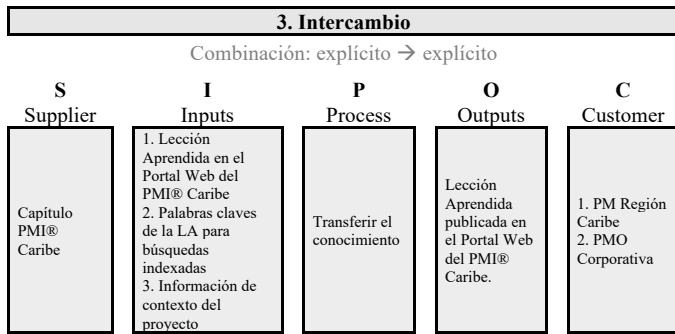 3. Intercambio
Combinación: explícito → explícito
S
Supplier
I
Inputs
P
Process
O
Outputs
C
Customer
Capítulo
PMI®
Caribe
1. Lección
Aprendida en el
Portal Web del
PMI® Caribe
2. Palabras claves
de la LA para
búsquedas
indexadas
3. Información de
contexto del
proyecto
Transferir el
conocimiento
Lección
Aprendida
publicada en
el Portal Web
del PMI®
Caribe.
1. PM Región
Caribe
2. PMO
Corporativa